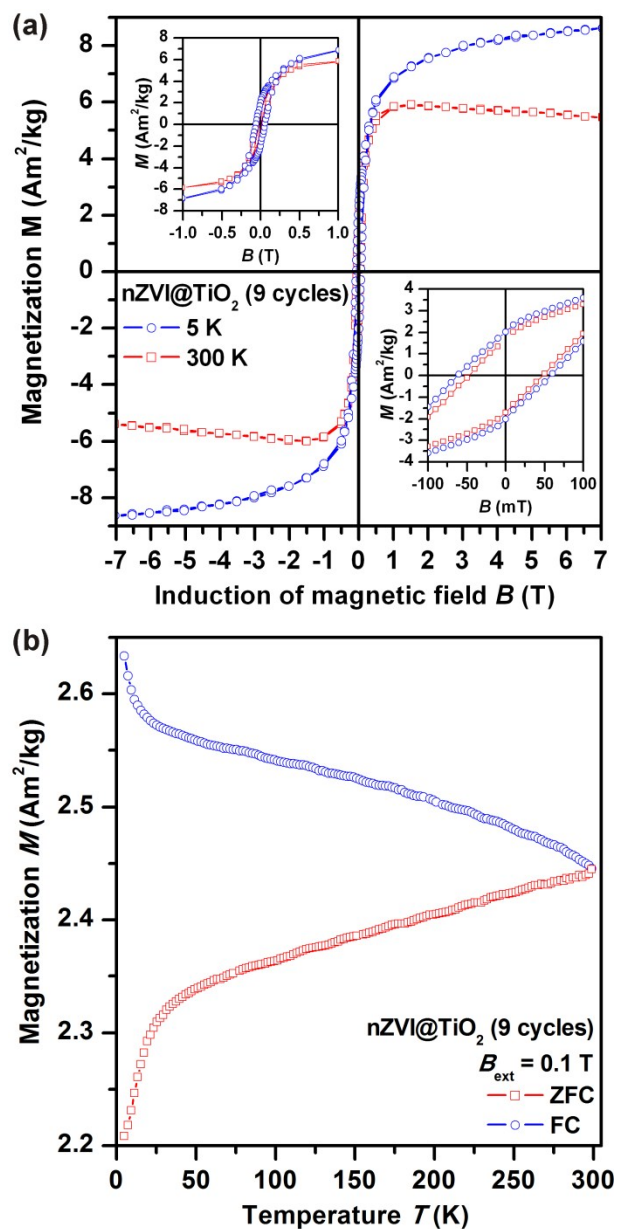 (a)
8
6
4
2
0
-2
-4
-6
-8
Magnetization M (Am²/kg)
8
6
4
2
0
-2
-4
-6
-8
M (Am²/kg)
-1.0 -0.5 0.0 0.5 1.0
B (T)
nZVI@TiO₂ (9 cycles)
5 K
300 K
4
3
2
1
0
-1
-2
-3
4
M (Am²/kg)
-100 -50 0 50 100
B (mT)
-7 -6 -5 -4 -3 -2 -1 0 1 2 3 4 5 6 7
Induction of magnetic field B (T)
(b)
2.6
2.5
2.4
2.3
2.2
Magnetization M (Am²/kg)
nZVI@TiO₂ (9 cycles)
Bext = 0.1 T
ZFC
FC
0 50 100 150 200 250 300
Temperature T (K)